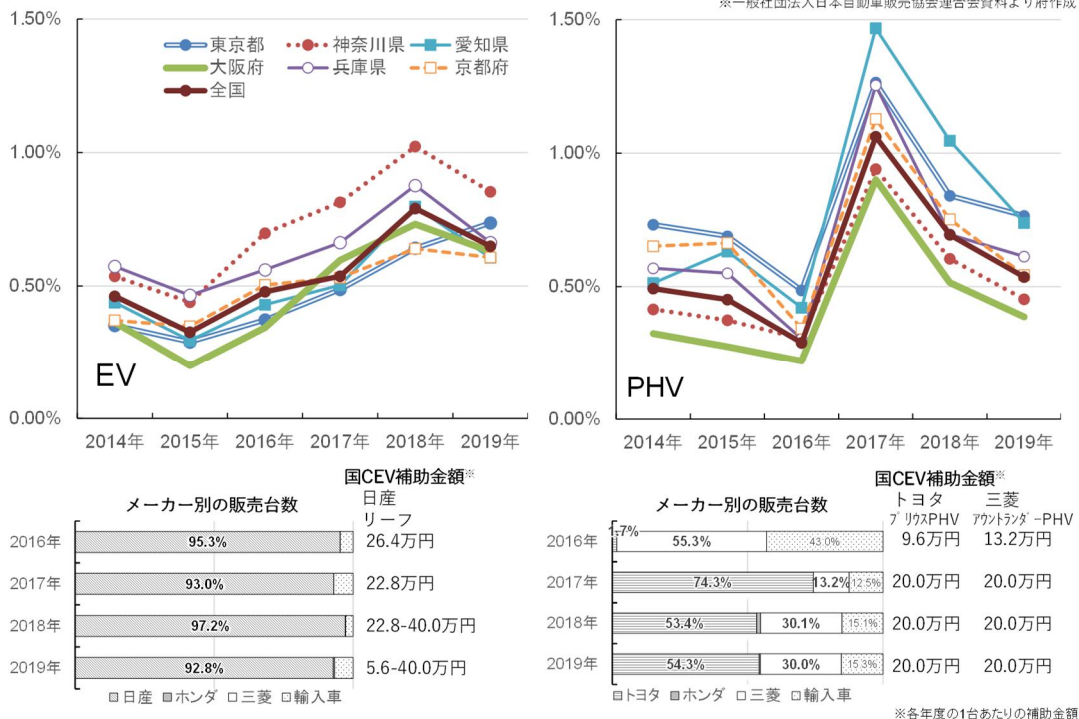 ※一般社団法人日本自動車販売協会連合会資料より府作成
1.50%
東京都 神奈川県 愛知県
大阪府 兵庫県 京都府
全国
1.00%
0.50%
0.00%
EV
2014年 2015年 2016年 2017年 2018年 2019年
1.50%
1.00%
0.50%
0.00%
PHV
2014年 2015年 2016年 2017年 2018年 2019年
国CEV補助金額※
メーカー別の販売台数 日産
リーフ
2016年 95.3% 26.4万円
2017年 93.0% 22.8万円
2018年 97.2% 22.8-40.0万円
2019年 92.8% 5.6-40.0万円
日産 ホンダ 三菱 輸入車
国CEV補助金額※
メーカー別の販売台数 トヨタ 三菱
プリウスPHV アウトランダーPHV
2016年 1.7% 55.3% 43.0% 9.6万円 13.2万円
2017年 74.3% 13.2% 12.5% 20.0万円 20.0万円
2018年 53.4% 30.1% 15.1% 20.0万円 20.0万円
2019年 54.3% 30.0% 15.3% 20.0万円 20.0万円
トヨタ ホンダ 三菱 輸入車
※各年度の1台あたりの補助金額